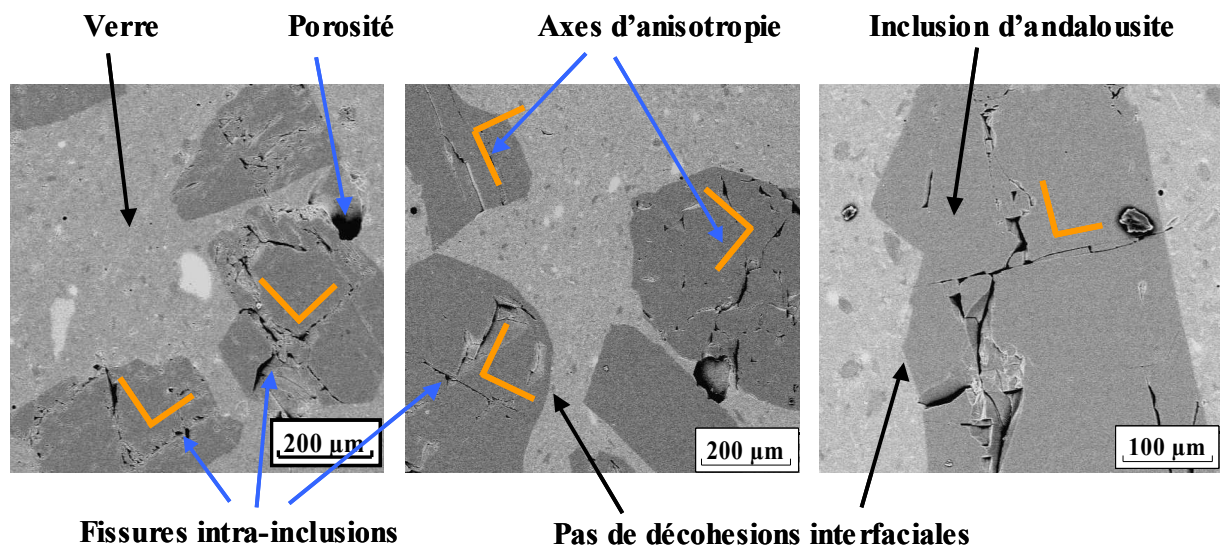 Verre
Porosité
Axes d'anisotropie
Inclusion d'andalousite
200 µm
200 µm
100 µm
Fissures intra-inclusions
Pas de décohesions interfaciales